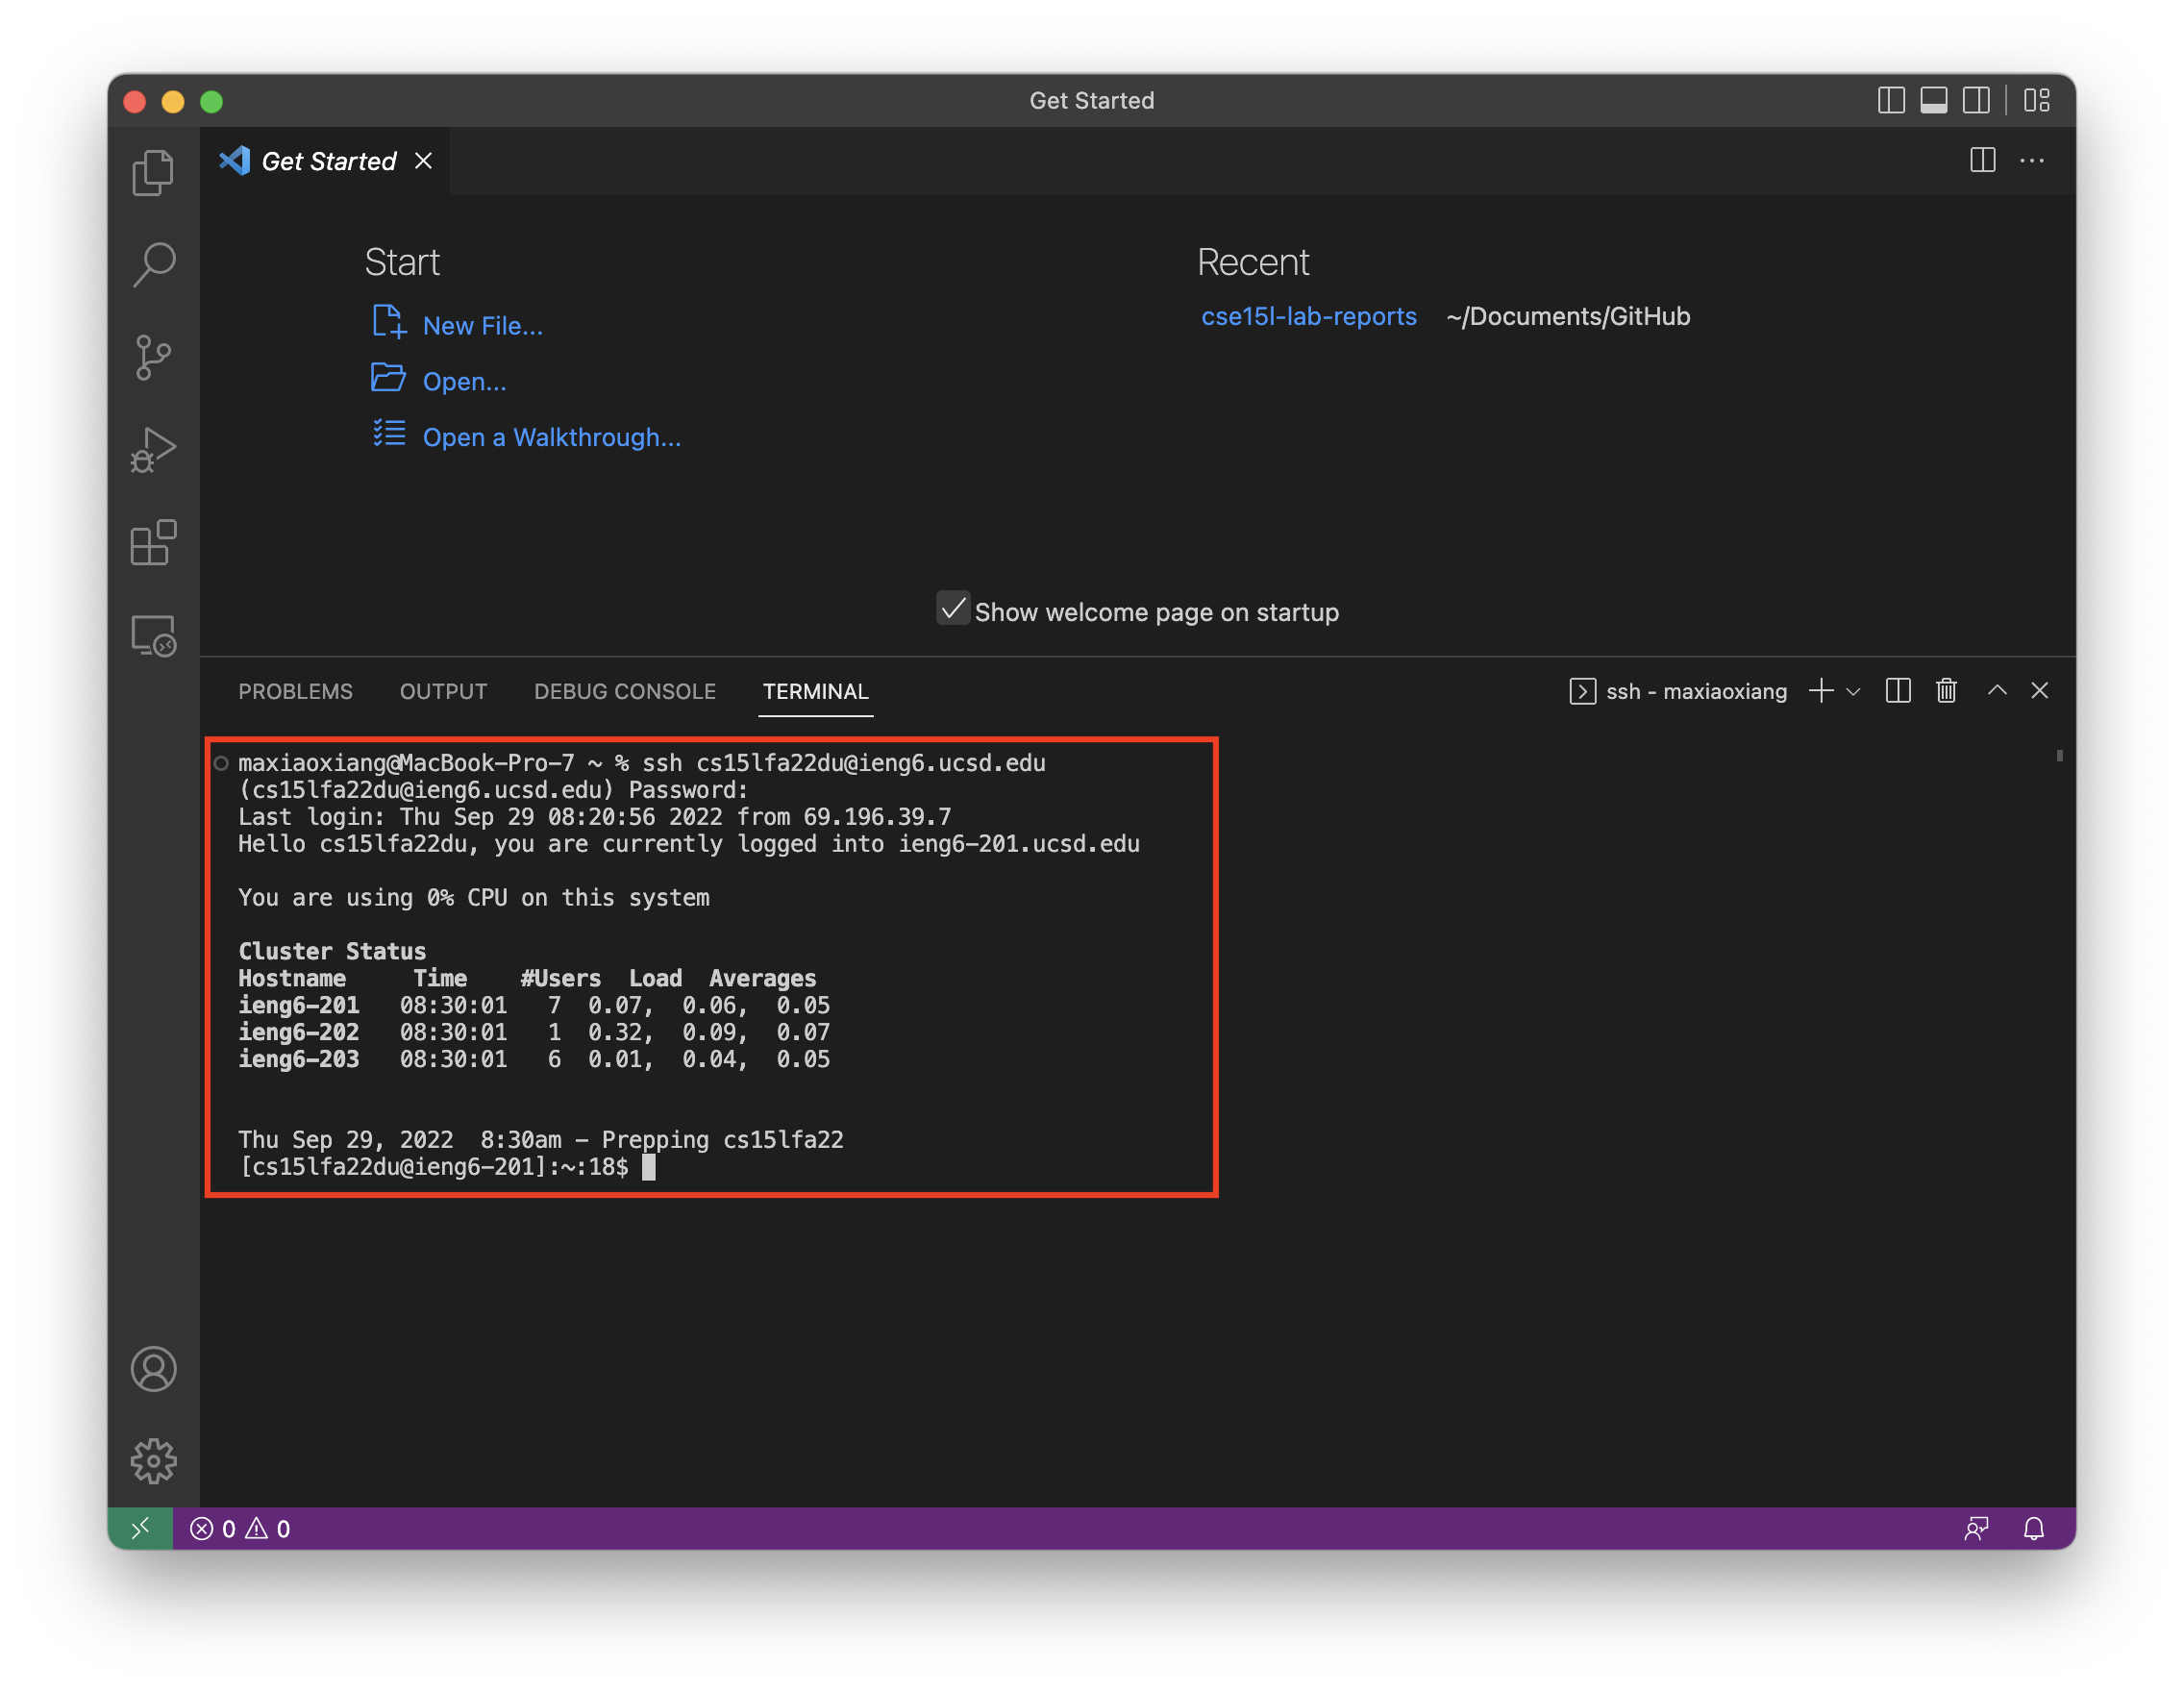 Get Started
Get Started
Start
Recent
New File...
cse15l-lab-reports ~/Documents/GitHub
Open...
Open a Walkthrough...
Show welcome page on startup
PROBLEMS OUTPUT DEBUG CONSOLE TERMINAL ssh - maxiaoxiang
maxiaoxiang@MacBook-Pro-7 ~ % ssh cs15lfa22du@ieng6.ucsd.edu
(cs15lfa22du@ieng6.ucsd.edu) Password:
Last login: Thu Sep 29 08:20:56 2022 from 69.196.39.7
Hello cs15lfa22du, you are currently logged into ieng6-201.ucsd.edu
You are using 0% CPU on this system
Cluster Status
Hostname Time #Users Load Averages
ieng6-201 08:30:01 7 0.07, 0.06, 0.05
ieng6-202 08:30:01 1 0.32, 0.09, 0.07
ieng6-203 08:30:01 6 0.01, 0.04, 0.05
Thu Sep 29, 2022 8:30am - Prepping cs15lfa22
[cs15lfa22du@ieng6-201]:~:18$
0 0